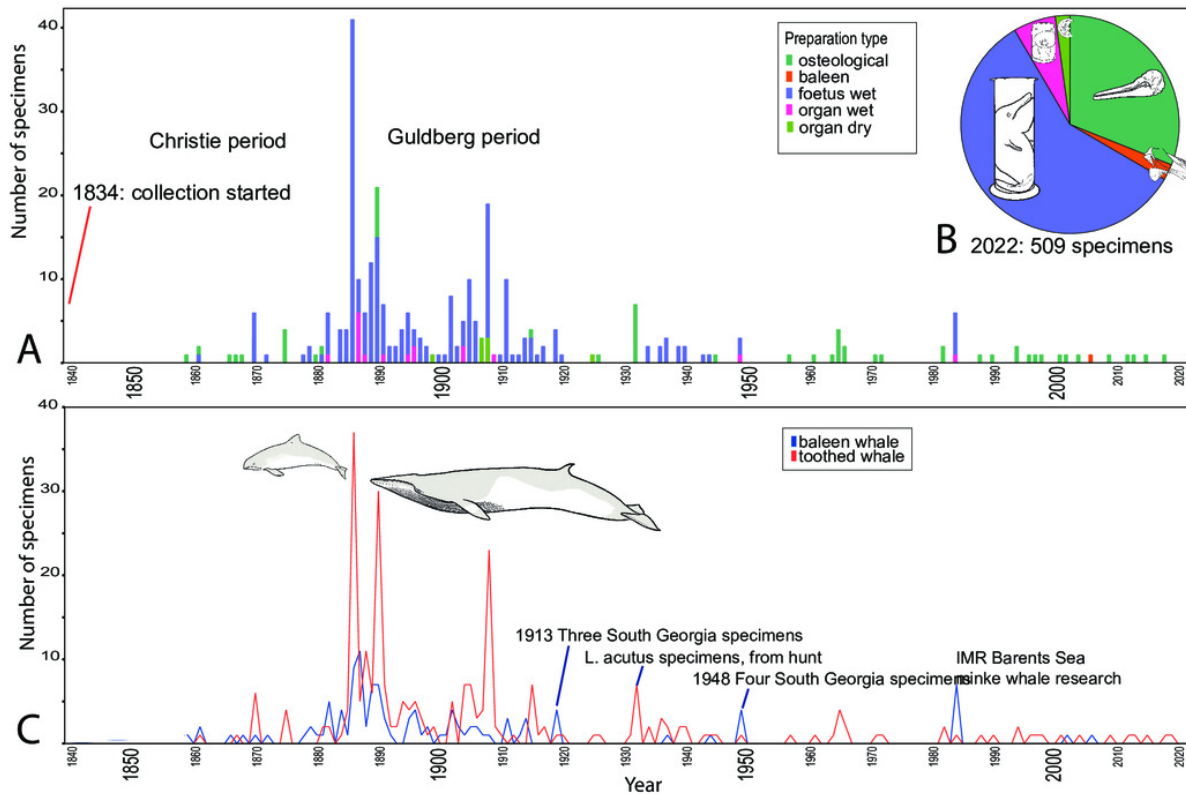 Number of specimens
40
30
20
10
Christie period
Guldberg period
1834: collection started
Preparation type
osteological
baleen
foetus wet
organ wet
organ dry
B
2022: 509 specimens
A
1840 1850 1860 1870 1880 1890 1900 1910 1920 1930 1940 1950 1960 1970 1980 1990 2000 2010 2020
Number of specimens
40
30
20
10
baleen whale
toothed whale
1913 Three South Georgia specimens
L. acutus specimens, from hunt
1948 Four South Georgia specimens
IMR Barents Sea
minke whale research
C
1840 1850 1860 1870 1880 1890 1900 1910 1920 1930 1940 1950 1960 1970 1980 1990 2000 2010 2020
Year